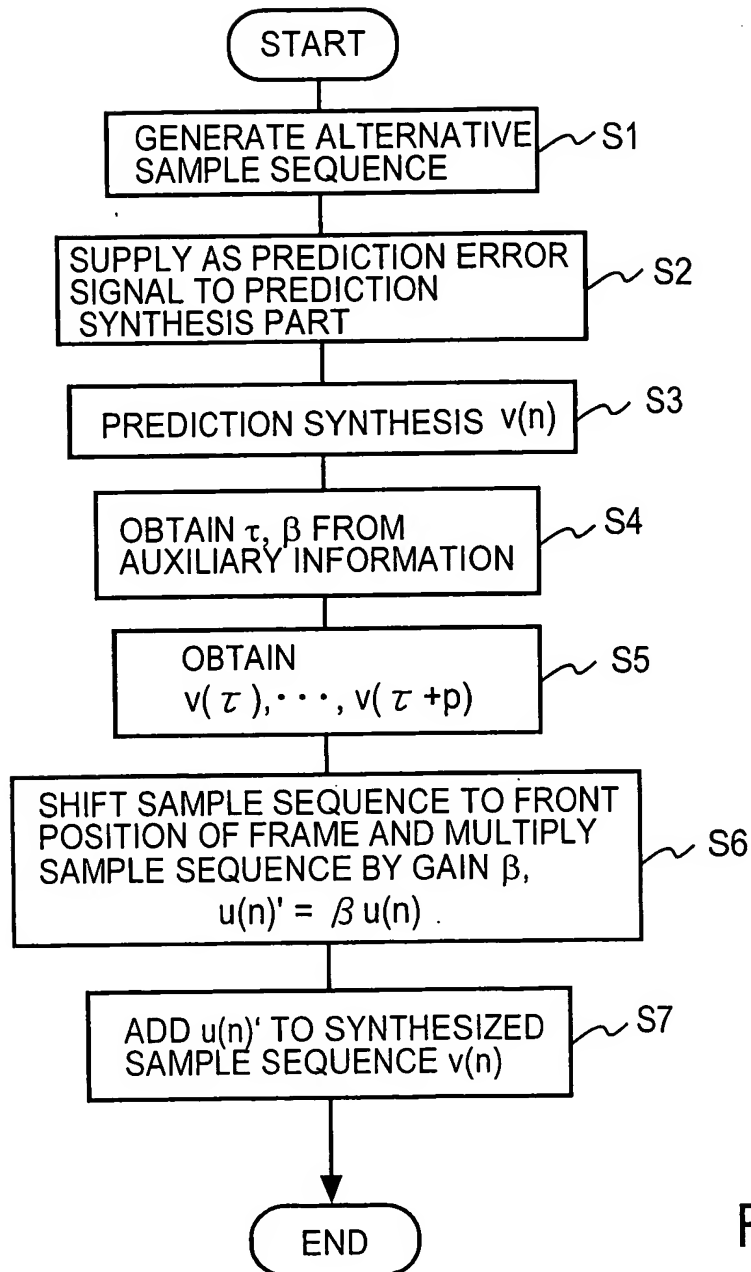 START
GENERATE ALTERNATIVE
SAMPLE SEQUENCE
S1
SUPPLY AS PREDICTION ERROR
SIGNAL TO PREDICTION
SYNTHESIS PART
S2
PREDICTION SYNTHESIS v(n)
S3
OBTAIN τ, β FROM
AUXILIARY INFORMATION
S4
OBTAIN
v(τ),···, v(τ+p)
S5
SHIFT SAMPLE SEQUENCE TO FRONT
POSITION OF FRAME AND MULTIPLY
SAMPLE SEQUENCE BY GAIN β,
u(n)' = β u(n)
S6
ADD u(n)' TO SYNTHESIZED
SAMPLE SEQUENCE v(n)
S7
END